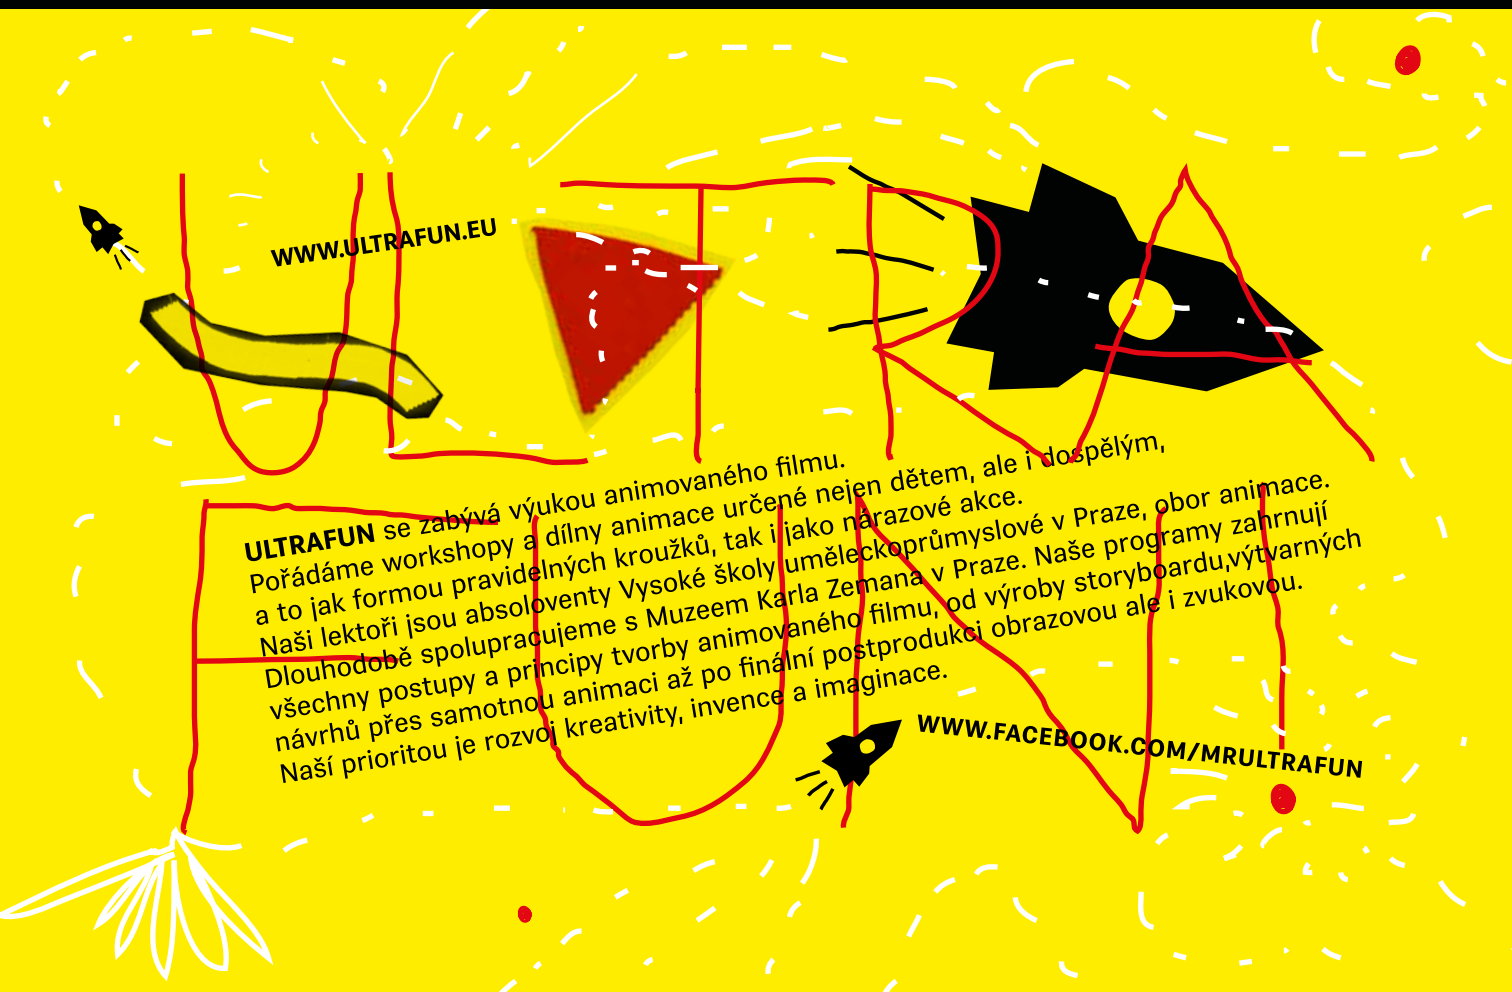 WWW.ULTRAFUN.EU
ULTRA
FUN
ULTRAFUN se zabývá výukou animovaného filmu.
Pořádáme workshopy a dílny animace určené nejen dětem, ale i dospělým,
a to jak formou pravidelných kroužků, tak i jako nárazové akce.
Naši lektoři jsou absoloventy Vysoké školy uměleckoprůmyslové v Praze, obor animace.
Dlouhodobě spolupracujeme s Muzeem Karla Zemana v Praze. Naše programy zahrnují
všechny postupy a principy tvorby animovaného filmu, od výroby storyboardu,výtvarných
návrhů přes samotnou animaci až po finální postprodukci obrazovou ale i zvukovou.
Naší prioritou je rozvoj kreativity, invence a imaginace.
WWW.FACEBOOK.COM/MRULTRAFUN